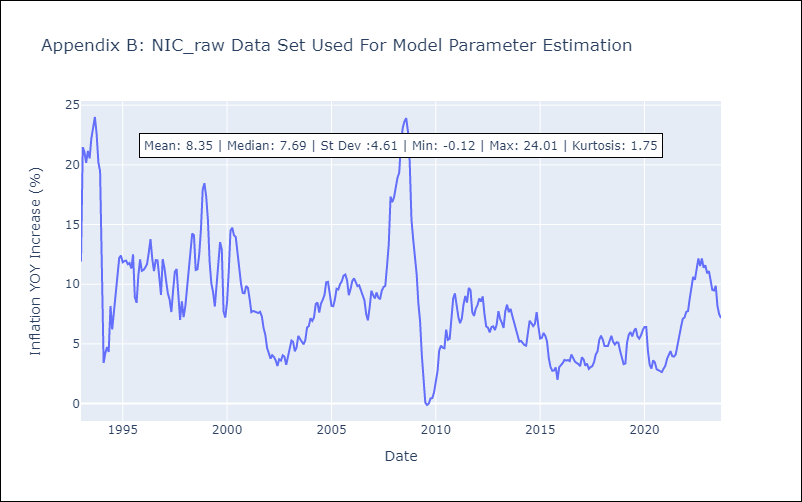 Appendix B: NIC_raw Data Set Used For Model Parameter Estimation
25
Mean: 8.35 | Median: 7.69 | St Dev :4.61 | Min: -0.12 | Max: 24.01 | Kurtosis: 1.75
20
15
10
5
0
Inflation YOY Increase (%)
1995 2000 2005 2010 2015 2020
Date